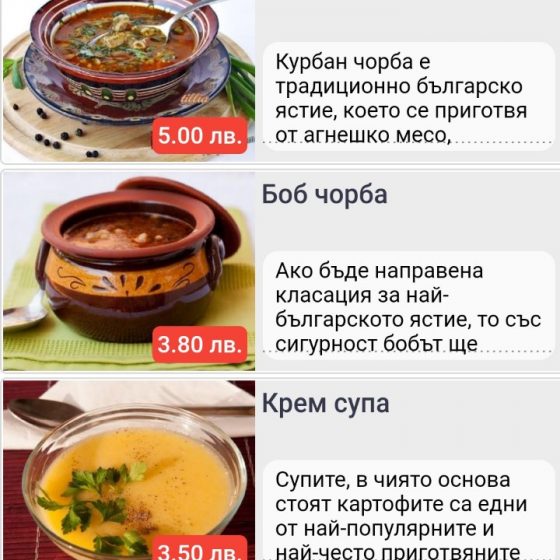 Курбан чорба е
традиционно българско
ястие, което се приготвя
от агнешко месо,
lillia
5.00 лв.
Боб чорба
Ако бъде направена
класация за най-
българското ястие, то със
сигурност бобът ще
3.80 лв.
Крем супа
Супите, в чиято основа
стоят картофите са едни
от най-популярните и
най-често приготвяните
3.50 лв.